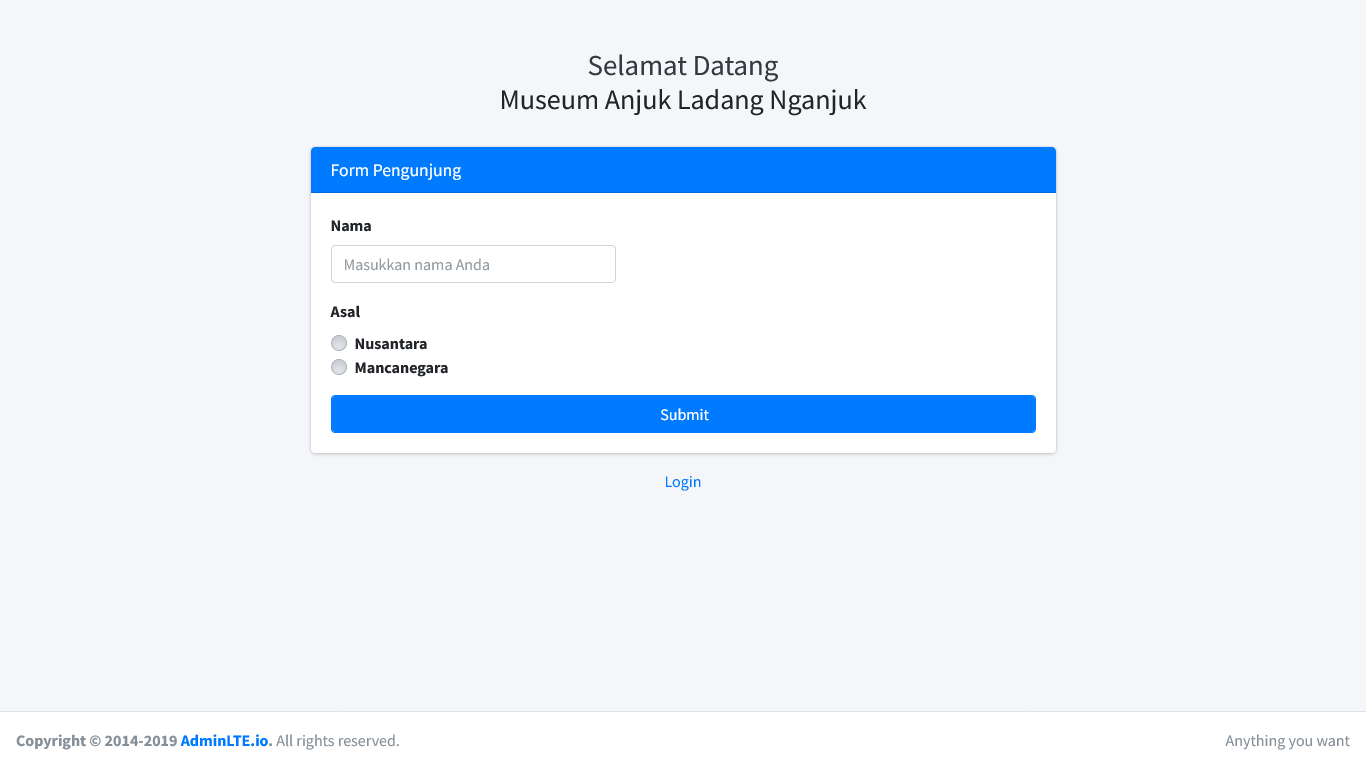 Selamat Datang
Museum Anjuk Ladang Nganjuk
Form Pengunjung
Nama
Masukkan nama Anda
Asal
Nusantara
Mancanegara
Submit
Login
Copyright © 2014-2019 AdminLTE.io. All rights reserved.
Anything you want